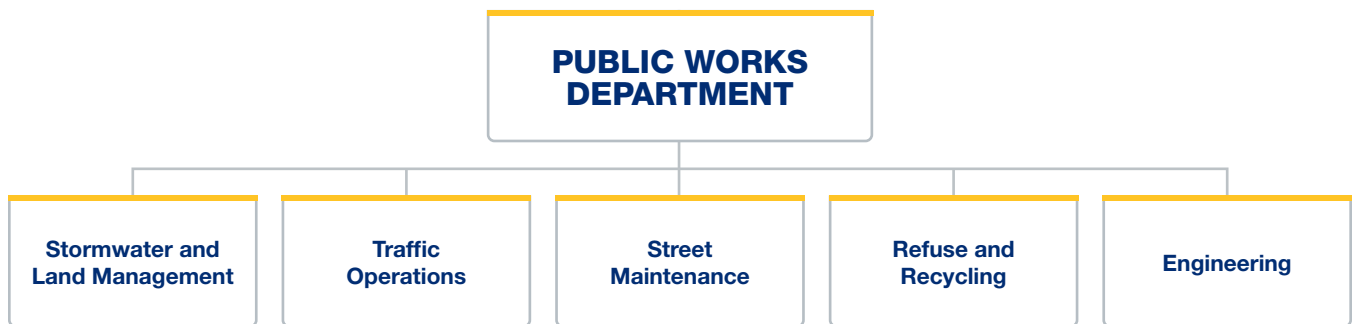 PUBLIC WORKS
DEPARTMENT
Stormwater and
Land Management
Traffic
Operations
Street
Maintenance
Refuse and
Recycling
Engineering